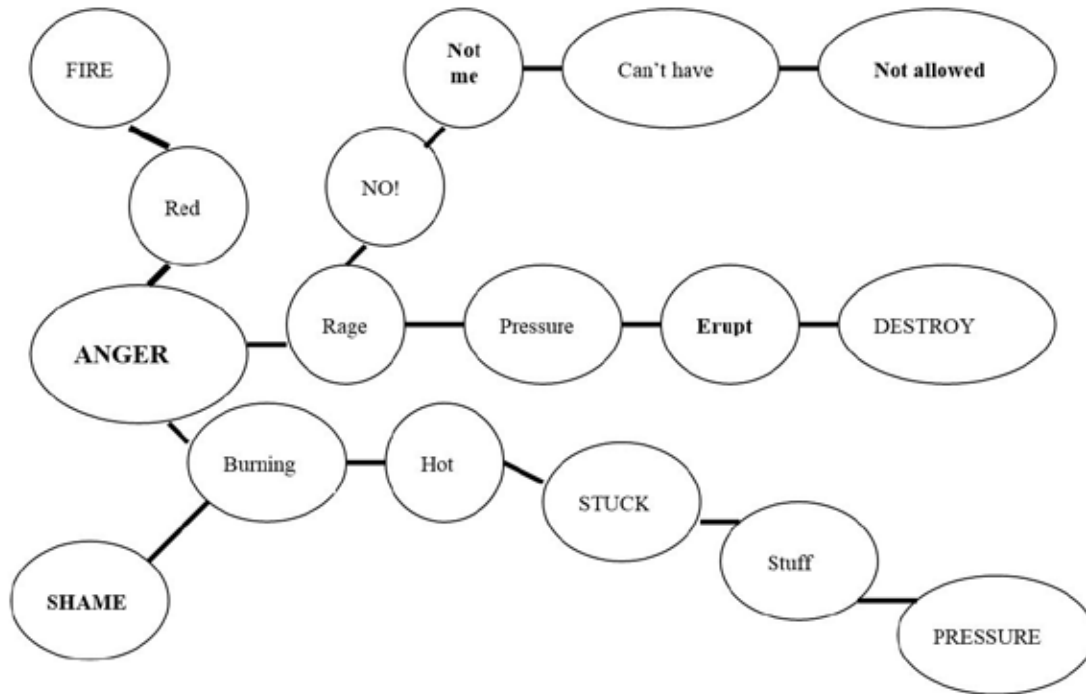 FIRE
Not
me
Can't have
Not allowed
Red
NO!
ANGER
Rage
Pressure
Erupt
DESTROY
Burning
Hot
STUCK
Stuff
SHAME
PRESSURE